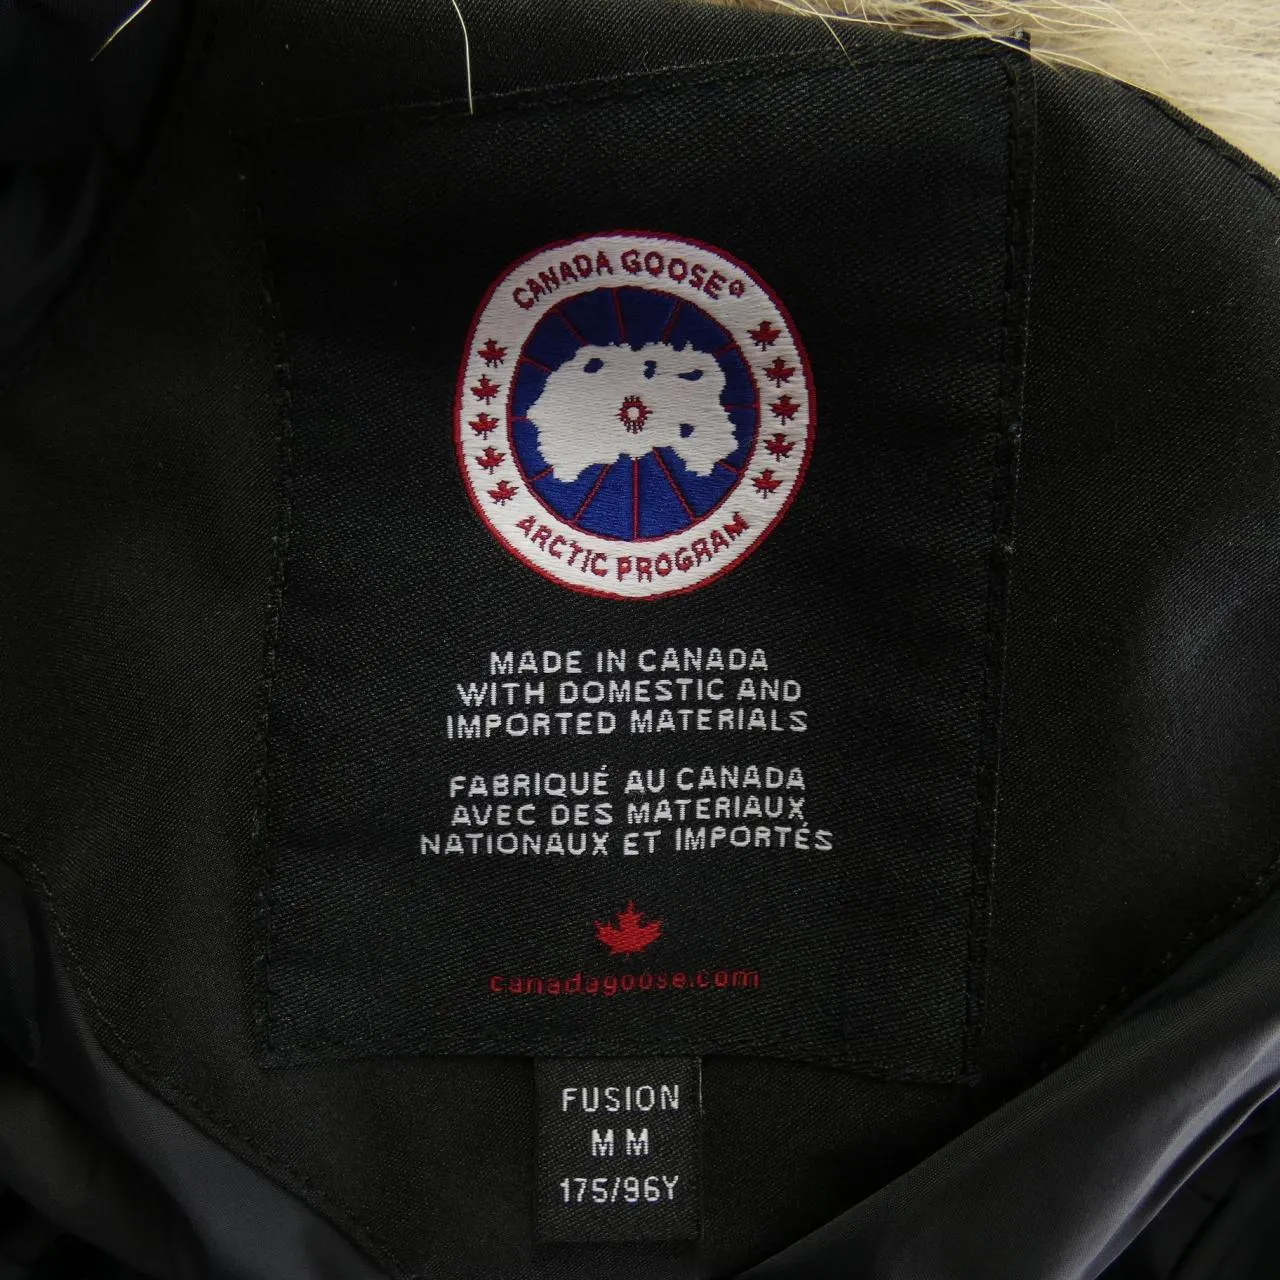 CANADA GOOSE®
ARCTIC PROGRAM
MADE IN CANADA
WITH DOMESTIC AND
IMPORTED MATERIALS
FABRIQUÉ AU CANADA
AVEC DES MATERIAUX
NATIONAUX ET IMPORTÉS
canadagoose.com
FUSION
M M
175/96Y